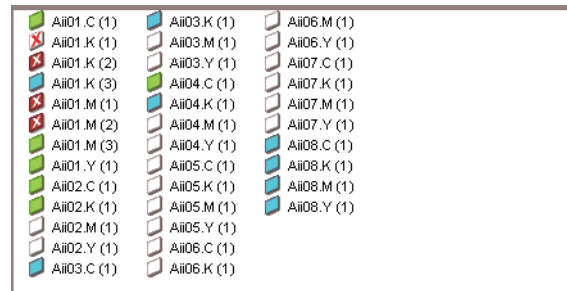 Aii01.C (1)
Aii01.K (1)
Aii01.K (2)
Aii01.K (3)
Aii01.M (1)
Aii01.M (2)
Aii01.M (3)
Aii01.Y (1)
Aii02.C (1)
Aii02.K (1)
Aii02.M (1)
Aii02.Y (1)
Aii03.C (1)
Aii03.K (1)
Aii03.M (1)
Aii03.Y (1)
Aii04.C (1)
Aii04.K (1)
Aii04.M (1)
Aii04.Y (1)
Aii05.C (1)
Aii05.K (1)
Aii05.M (1)
Aii05.Y (1)
Aii06.C (1)
Aii06.K (1)
Aii06.M (1)
Aii06.Y (1)
Aii07.C (1)
Aii07.K (1)
Aii07.M (1)
Aii07.Y (1)
Aii08.C (1)
Aii08.K (1)
Aii08.M (1)
Aii08.Y (1)